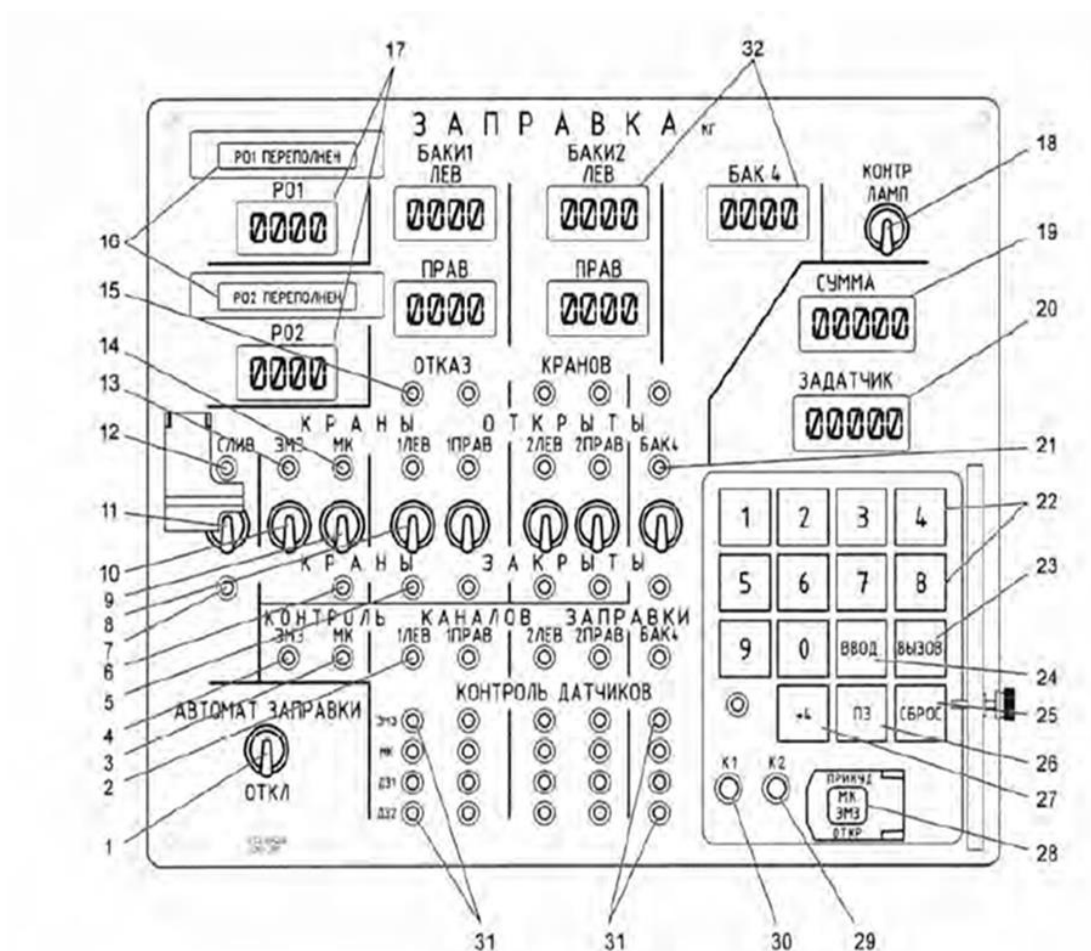 17 32
ЗАПРАВКА кг
РО1 ПЕРЕПОЛНЕН
БАКИ1 ЛЕВ
БАКИ2 ЛЕВ
БАК 4
КОНТР ЛАМП
18
РО1
0000
0000 0000 0000
16
19
ПРАВ ПРАВ
СУММА
15
РО2 ПЕРЕПОЛНЕН
0000 0000
00000
20
14
РО2
0000
ОТКАЗ КРАНОВ
ЗАДАТЧИК
00000
13
КРАНЫ ОТКРЫТЫ
12
СЛИВ ЭМЗ МК 1ЛЕВ 1ПРАВ 2ЛЕВ 2ПРАВ БАК4
21
1 2 3 4
22
11
10
КРАНЫ ЗАКРЫТЫ
5 6 7 8
23
9
8
7
КОНТРОЛЬ КАНАЛОВ ЗАПРАВКИ
6
ЭМЗ МК 1ЛЕВ 1ПРАВ 2ЛЕВ 2ПРАВ БАК4
9 0 ВВОД ВЫЗОВ
24
5
4
АВТОМАТ ЗАПРАВКИ
КОНТРОЛЬ ДАТЧИКОВ
ПЗ СБРОС
25
3
ЭМЗ
26
2
МК
К1 К2
ПРИНУД
27
ОТКЛ
ДЗ1
МК
ЭМЗ
1
ДЗ2
ОТКР
28
31 31 30 29